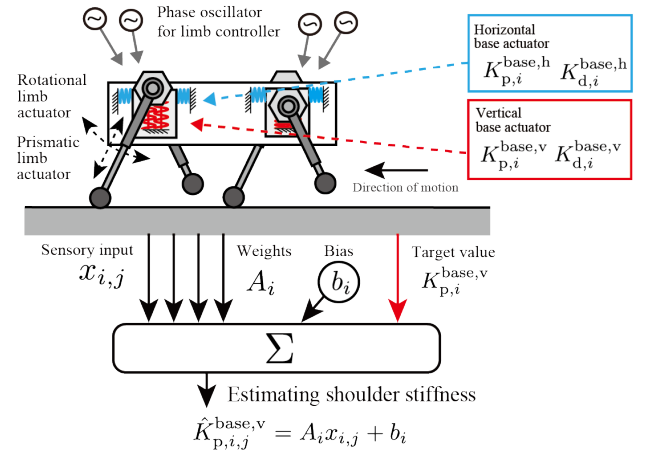 Phase oscillator
for limb controller
Horizontal
base actuator
K_{p,i}^{base,h} K_{d,i}^{base,h}
Rotational
limb
actuator
Vertical
base actuator
K_{p,i}^{base,v} K_{d,i}^{base,v}
Prismatic
limb
actuator
Direction of motion
Sensory input
x_{i,j}
Weights
A_i
Bias
b_i
Target value
K_{p,i}^{base,v}
Σ
Estimating shoulder stiffness
\hat{K}_{p,i,j}^{base,v} = A_i x_{i,j} + b_i